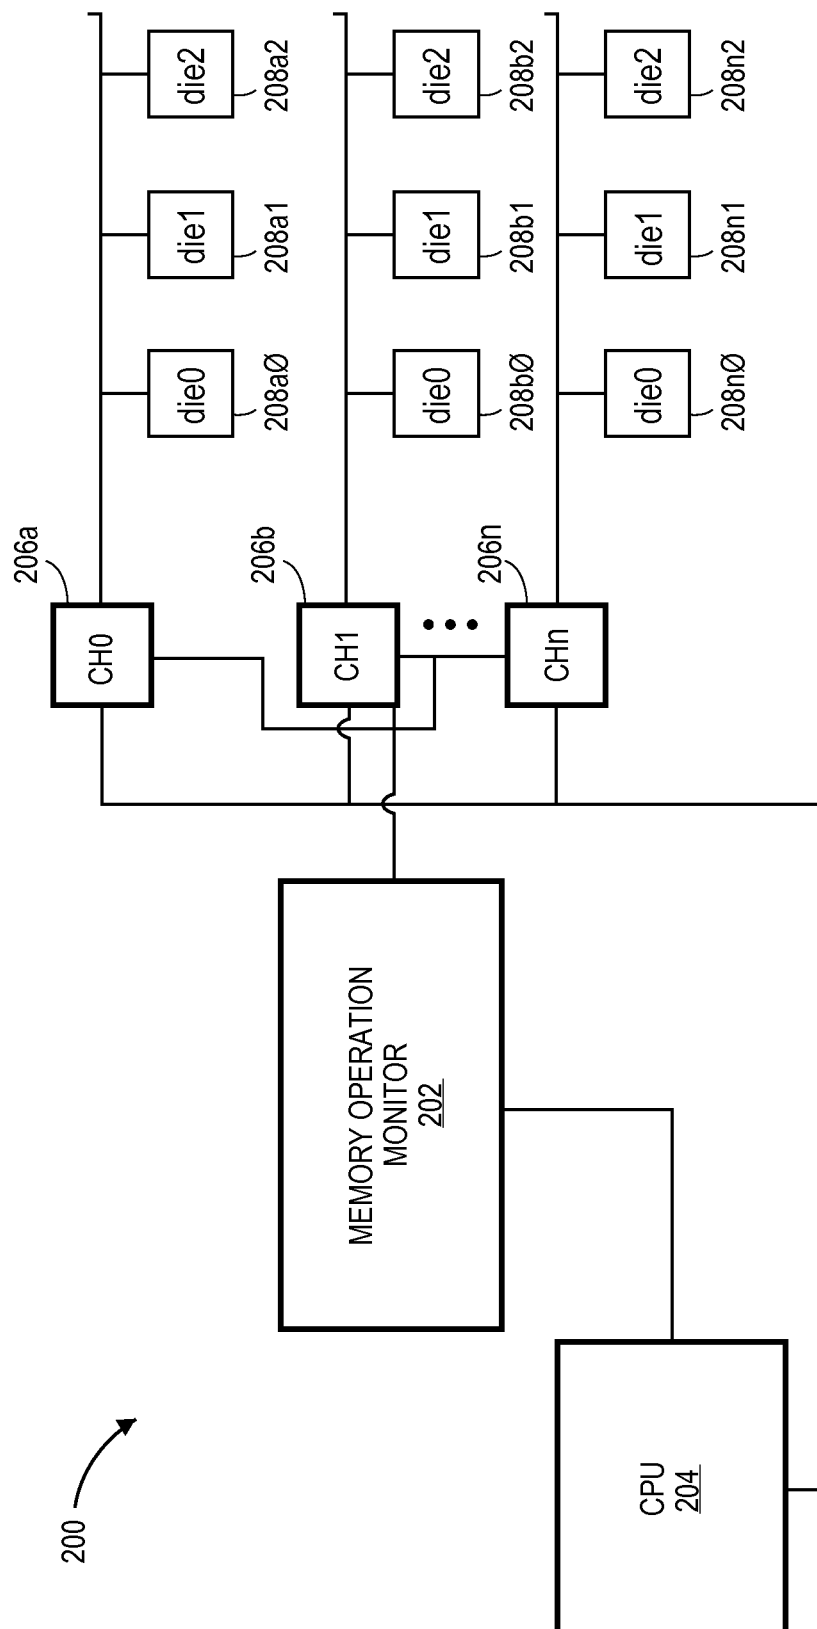 200
CPU
204
MEMORY OPERATION
MONITOR
202
206a
CH0
die0
208aØ
die1
208a1
die2
208a2
206b
CH1
die0
208bØ
die1
208b1
die2
208b2
206n
CHn
die0
208nØ
die1
208n1
die2
208n2